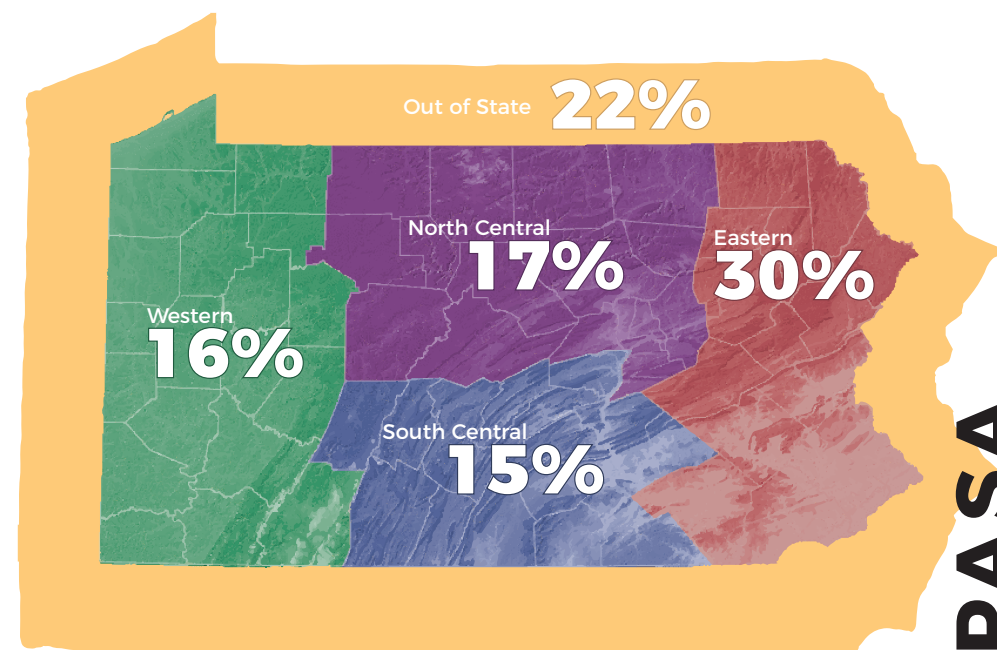 Out of State 22%
North Central
17%
Eastern
30%
Western
16%
South Central
15%
PASA